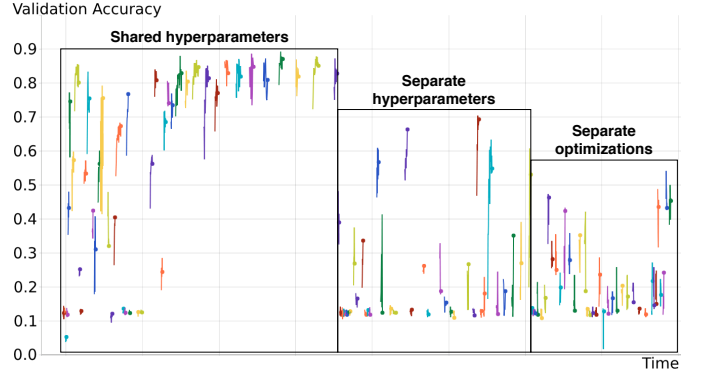 Validation Accuracy
Shared hyperparameters
Separate
hyperparameters
Separate
optimizations
0.9
0.8
0.7
0.6
0.5
0.4
0.3
0.2
0.1
0.0
Time